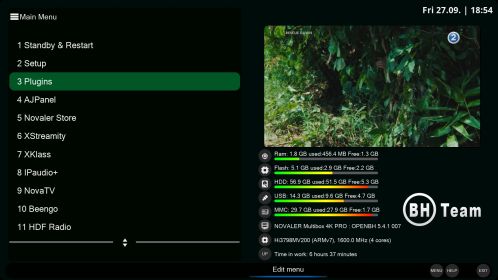 Main Menu
Fri 27.09. | 18:54
1 Standby & Restart
2 Setup
3 Plugins
4 AJPanel
5 Novaler Store
6 XStreamity
7 XKlass
8 IPaudio+
9 NovaTV
10 Beengo
11 HDF Radio
2
Ram: 1.8 GB used:456.4 MB Free:1.3 GB
Flash: 5.1 GB used:2.9 GB Free:2.2 GB
HDD: 56.9 GB used:51.5 GB Free:5.3 GB
USB: 14.3 GB used:9.6 GB Free:4.7 GB
MMC: 29.7 GB used:27.9 GB Free:1.7 GB
NOVALER Multibox 4K PRO : OPENBH 5.4.1 007
Hi3798MV200 (ARMv7), 1600.0 MHz (4 cores)
UP
Time in work: 6 hours 37 minutes
BH Team
Edit menu
MENU
HELP
EXIT